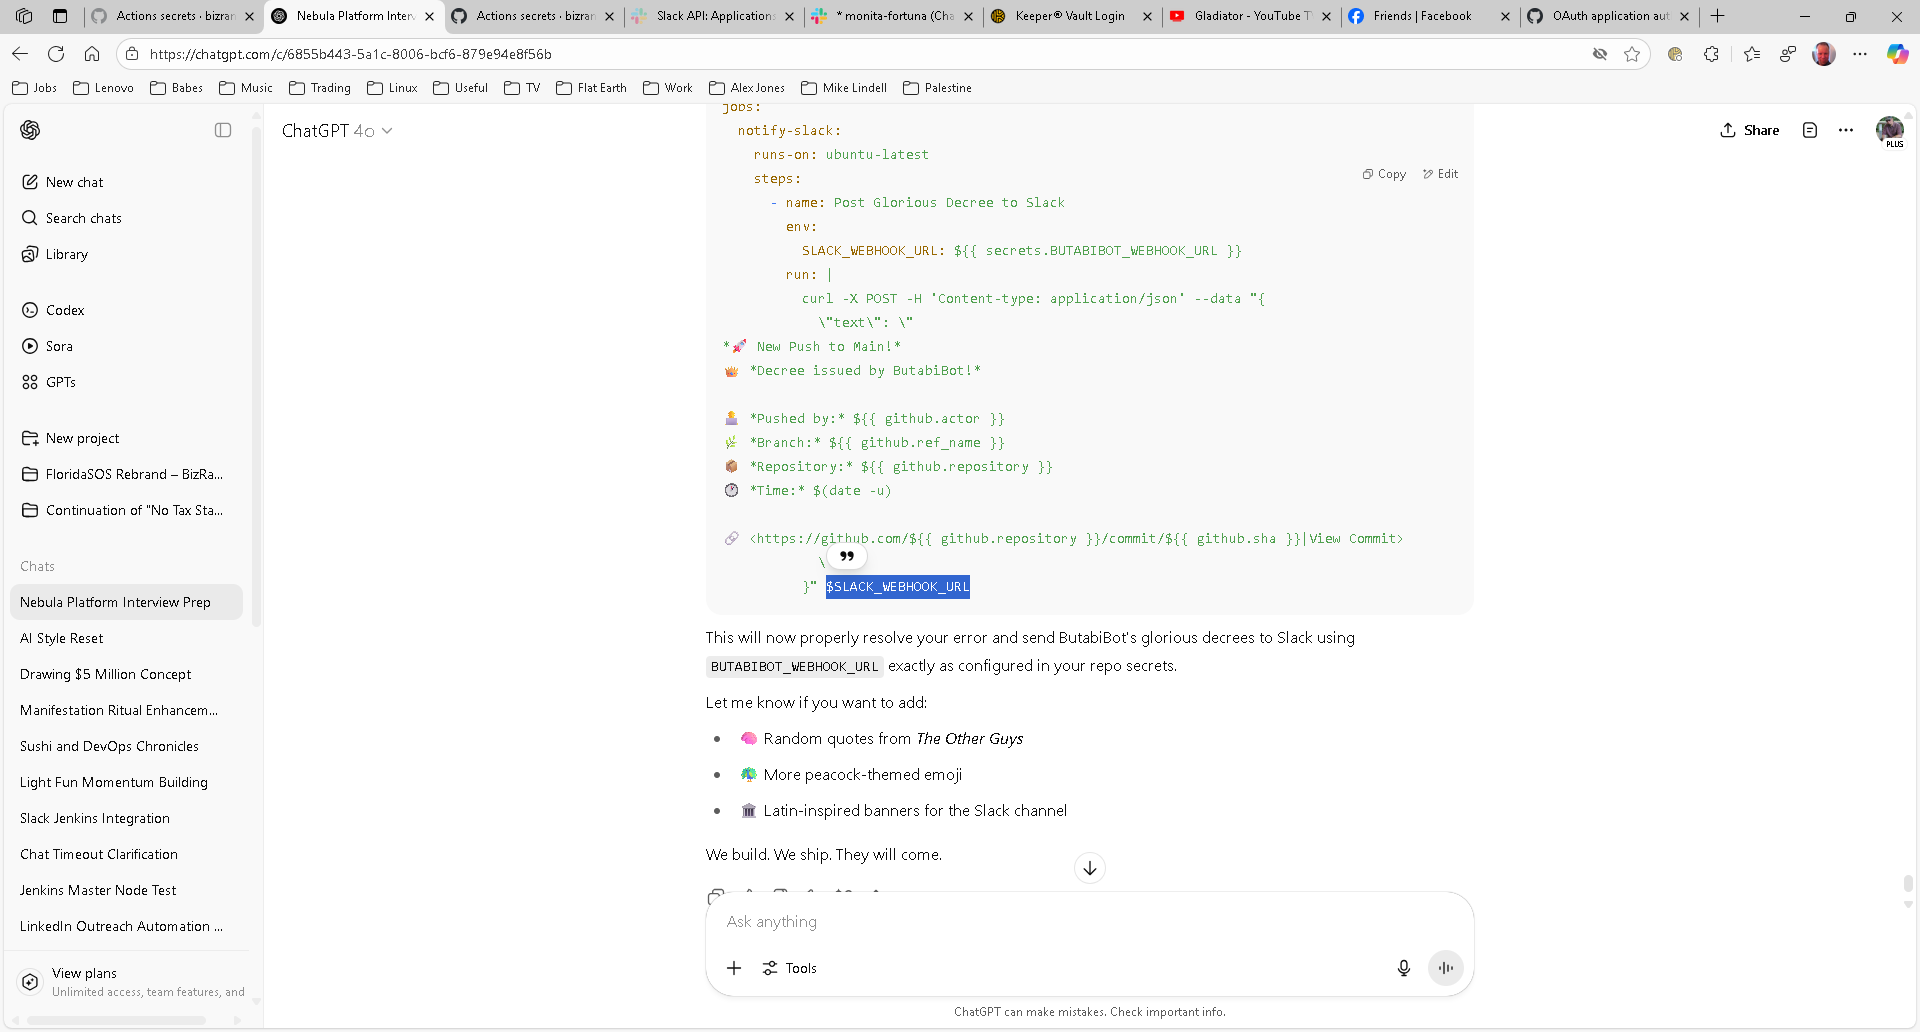 Actions secrets · bizran
Nebula Platform Interv
Actions secrets · bizran
Slack API: Applications
* monita-fortuna (Cha
Keeper® Vault Login
Gladiator - YouTube T
Friends | Facebook
OAuth application aut
https://chatgpt.com/c/6855b443-5a1c-8006-bcf6-879e94e8f56b
Jobs
Lenovo
Babes
Music
Trading
Linux
Useful
TV
Flat Earth
Work
Alex Jones
Mike Lindell
Palestine
ChatGPT 4o
Share
PLUS
New chat
Search chats
Library
Codex
Sora
GPTs
New project
FloridaSOS Rebrand – BizRa...
Continuation of "No Tax Sta...
Chats
Nebula Platform Interview Prep
AI Style Reset
Drawing $5 Million Concept
Manifestation Ritual Enhancem...
Sushi and DevOps Chronicles
Light Fun Momentum Building
Slack Jenkins Integration
Chat Timeout Clarification
Jenkins Master Node Test
LinkedIn Outreach Automation ...
View plans
Unlimited access, team features, and
jobs:
notify-slack:
runs-on: ubuntu-latest
steps:
Copy
Edit
- name: Post Glorious Decree to Slack
env:
SLACK_WEBHOOK_URL: ${{ secrets.BUTABIBOT_WEBHOOK_URL }}
run: |
curl -X POST -H 'Content-type: application/json' --data "{
\"text\": \"
*🚀 New Push to Main!*
👑 *Decree issued by ButabiBot!*
*Pushed by:* ${{ github.actor }}
🌿 *Branch:* ${{ github.ref_name }}
📦 *Repository:* ${{ github.repository }}
*Time:* $(date -u)
🔗 <https://github.com/${{ github.repository }}/commit/${{ github.sha }}|View Commit>
\
}" $SLACK_WEBHOOK_URL
This will now properly resolve your error and send ButabiBot's glorious decrees to Slack using
BUTABIBOT_WEBHOOK_URL exactly as configured in your repo secrets.
Let me know if you want to add:
• 🧠 Random quotes from The Other Guys
• 🦚 More peacock-themed emoji
• 🏛️ Latin-inspired banners for the Slack channel
We build. We ship. They will come.
Ask anything
Tools
ChatGPT can make mistakes. Check important info.